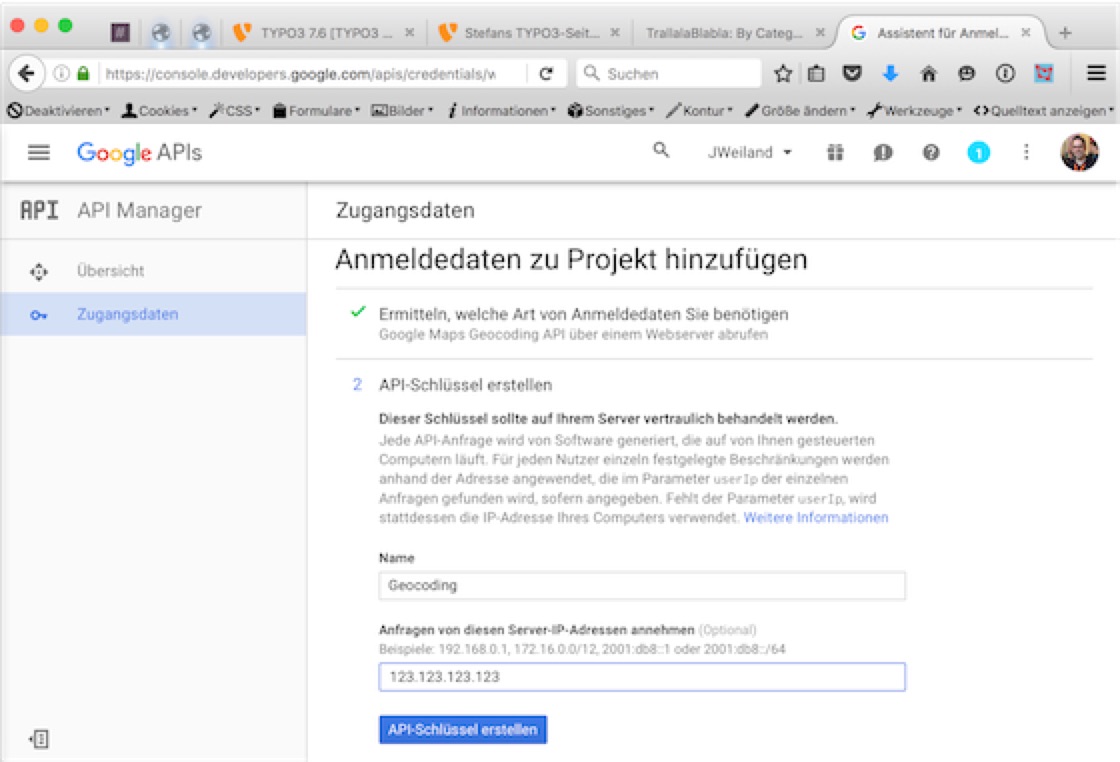 TYPO3 7.6 [TYPO3 ... × Stefans TYPO3-Seit... × TrallalaBlabla: By Categ... × Assistent für Anmel... × +
https://console.developers.google.com/apis/credentials/w Suchen
Deaktivieren Cookies CSS Formulare Bilder Informationen Sonstiges Kontur Größe ändern Werkzeuge Quelltext anzeigen
Google APIs JWeiland 1
API API Manager Zugangsdaten
Anmeldedaten zu Projekt hinzufügen
Übersicht
Zugangsdaten
Ermitteln, welche Art von Anmeldedaten Sie benötigen
Google Maps Geocoding API über einem Webserver abrufen
2 API-Schlüssel erstellen
Dieser Schlüssel sollte auf Ihrem Server vertraulich behandelt werden.
Jede API-Anfrage wird von Software generiert, die auf von Ihnen gesteuerten
Computern läuft. Für jeden Nutzer einzeln festgelegte Beschränkungen werden
anhand der Adresse angewendet, die im Parameter userIp der einzelnen
Anfragen gefunden wird, sofern angegeben. Fehlt der Parameter userIp, wird
stattdessen die IP-Adresse Ihres Computers verwendet. Weitere Informationen
Name
Geocoding
Anfragen von diesen Server-IP-Adressen annehmen (Optional)
Beispiele: 192.168.0.1, 172.16.0.0/12, 2001:db8::1 oder 2001:db8::/64
123.123.123.123
API-Schlüssel erstellen